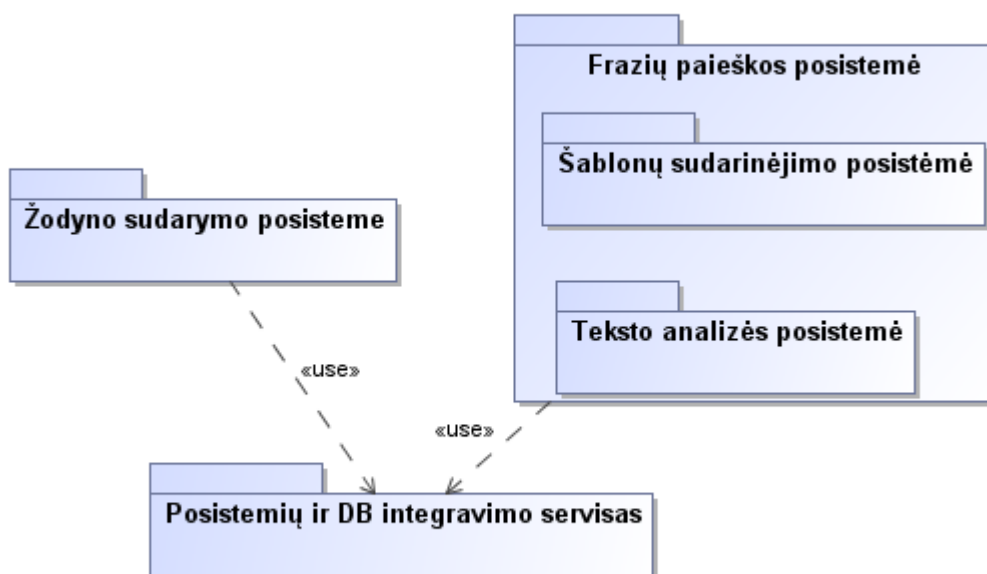 Frazių paieškos posistemė
Šablonų sudarinėjimo posistėmė
Žodyno sudarymo posisteme
Teksto analizės posistemė
«use»
«use»
Posistemių ir DB integravimo servisas